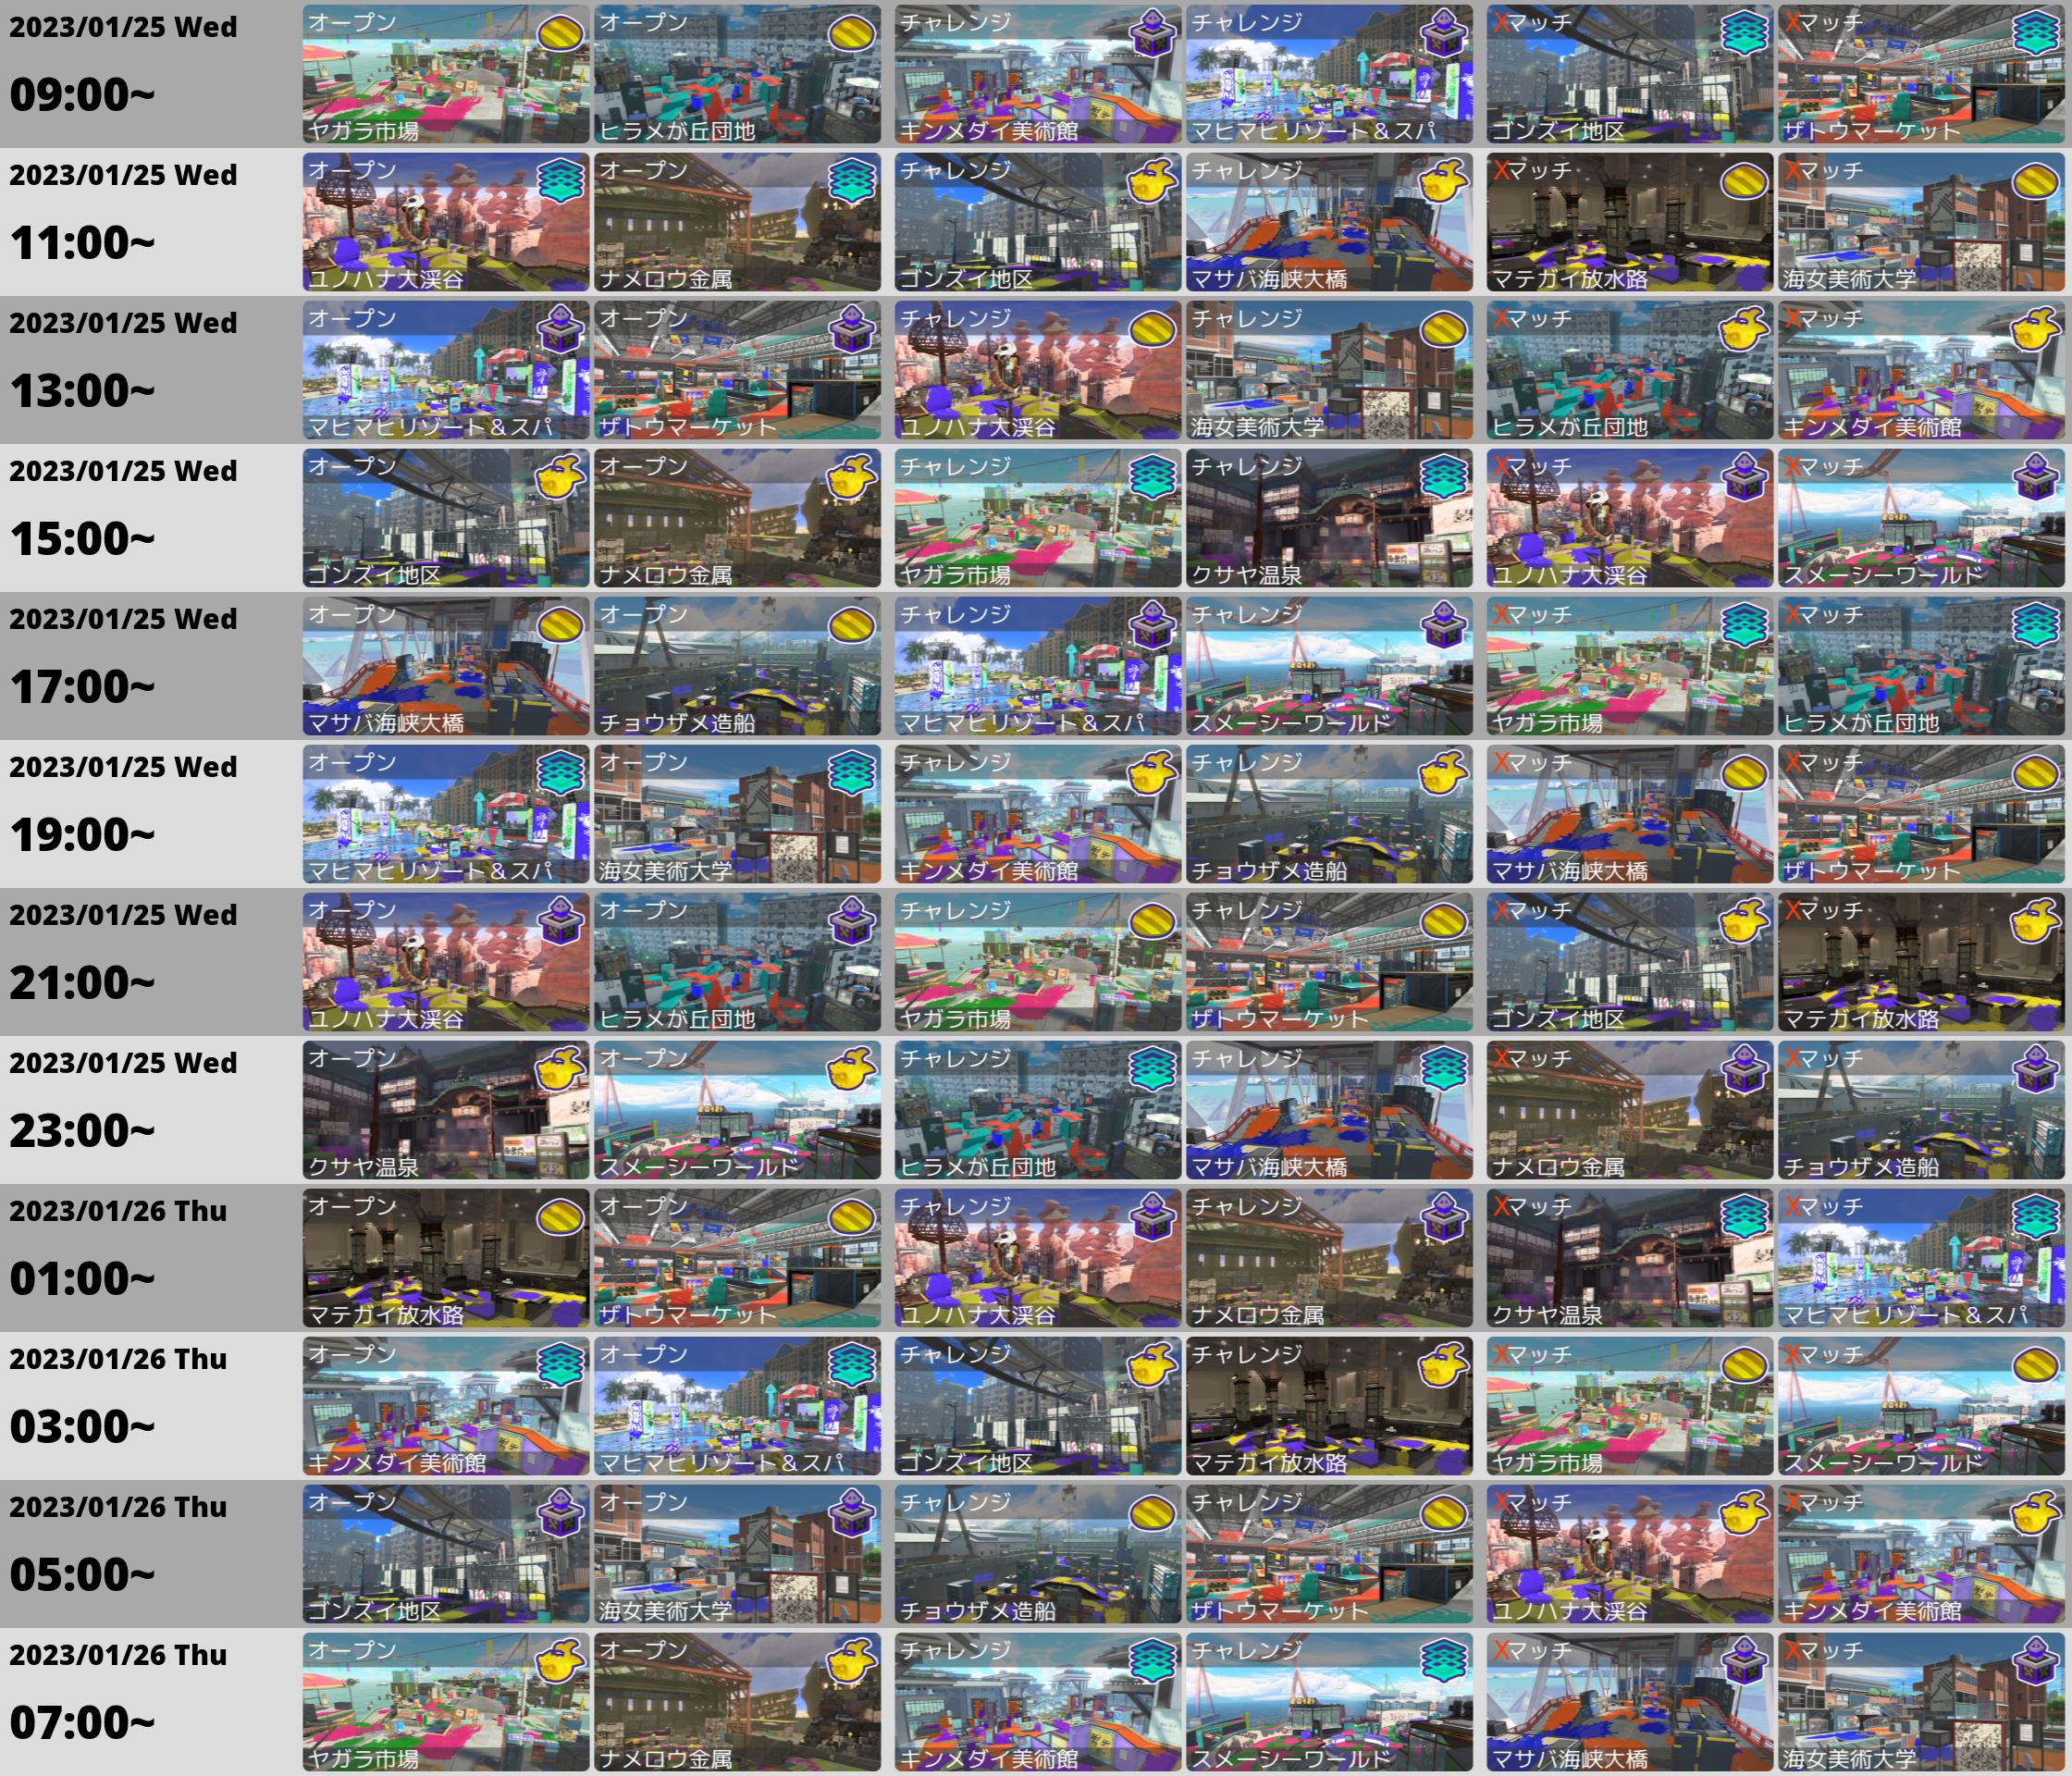 2023/01/25 Wed
09:00~
オープン
ヤガラ市場
オープン
ヒラメが丘団地
チャレンジ
キンメダイ美術館
チャレンジ
マヒマヒリゾート＆スパ
Xマッチ
ゴンズイ地区
Xマッチ
ザトウマーケット
2023/01/25 Wed
11:00~
オープン
ユノハナ大渓谷
オープン
ナメロウ金属
チャレンジ
ゴンズイ地区
チャレンジ
マサバ海峡大橋
Xマッチ
マテガイ放水路
Xマッチ
海女美術大学
2023/01/25 Wed
13:00~
オープン
マヒマヒリゾート＆スパ
オープン
ザトウマーケット
チャレンジ
ユノハナ大渓谷
チャレンジ
海女美術大学
Xマッチ
ヒラメが丘団地
Xマッチ
キンメダイ美術館
2023/01/25 Wed
15:00~
オープン
ゴンズイ地区
オープン
ナメロウ金属
チャレンジ
ヤガラ市場
チャレンジ
クサヤ温泉
Xマッチ
ユノハナ大渓谷
Xマッチ
スメーシーワールド
2023/01/25 Wed
17:00~
オープン
マサバ海峡大橋
オープン
チョウザメ造船
チャレンジ
マヒマヒリゾート＆スパ
チャレンジ
スメーシーワールド
Xマッチ
ヤガラ市場
Xマッチ
ヒラメが丘団地
2023/01/25 Wed
19:00~
オープン
マヒマヒリゾート＆スパ
オープン
海女美術大学
チャレンジ
キンメダイ美術館
チャレンジ
チョウザメ造船
Xマッチ
マサバ海峡大橋
Xマッチ
ザトウマーケット
2023/01/25 Wed
21:00~
オープン
ユノハナ大渓谷
オープン
ヒラメが丘団地
チャレンジ
ヤガラ市場
チャレンジ
ザトウマーケット
Xマッチ
ゴンズイ地区
Xマッチ
マテガイ放水路
2023/01/25 Wed
23:00~
オープン
クサヤ温泉
オープン
スメーシーワールド
チャレンジ
ヒラメが丘団地
チャレンジ
マサバ海峡大橋
Xマッチ
ナメロウ金属
Xマッチ
チョウザメ造船
2023/01/26 Thu
01:00~
オープン
マテガイ放水路
オープン
ザトウマーケット
チャレンジ
ユノハナ大渓谷
チャレンジ
ナメロウ金属
Xマッチ
クサヤ温泉
Xマッチ
マヒマヒリゾート＆スパ
2023/01/26 Thu
03:00~
オープン
キンメダイ美術館
オープン
マヒマヒリゾート＆スパ
チャレンジ
ゴンズイ地区
チャレンジ
マテガイ放水路
Xマッチ
ヤガラ市場
Xマッチ
スメーシーワールド
2023/01/26 Thu
05:00~
オープン
ゴンズイ地区
オープン
海女美術大学
チャレンジ
チョウザメ造船
チャレンジ
ザトウマーケット
Xマッチ
ユノハナ大渓谷
Xマッチ
キンメダイ美術館
2023/01/26 Thu
07:00~
オープン
ヤガラ市場
オープン
ナメロウ金属
チャレンジ
キンメダイ美術館
チャレンジ
スメーシーワールド
Xマッチ
マサバ海峡大橋
Xマッチ
海女美術大学